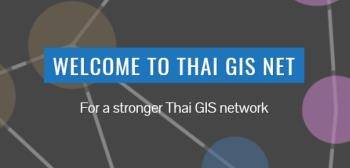 WELCOME TO THAI GIS NET
For a stronger Thai GIS network